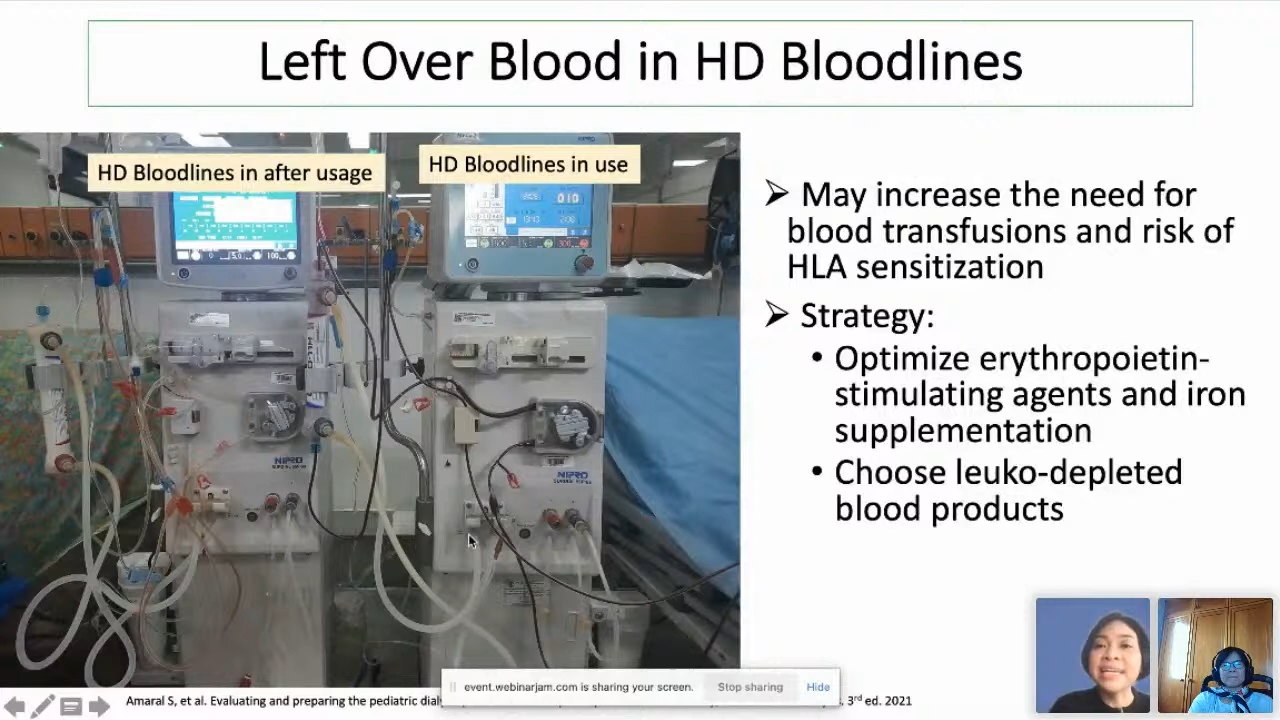 Left Over Blood in HD Bloodlines
HD Bloodlines in after usage
HD Bloodlines in use
NIPRO
NIPRO
➢ May increase the need for
blood transfusions and risk of
HLA sensitization
➢ Strategy:
• Optimize erythropoietin-
stimulating agents and iron
supplementation
• Choose leuko-depleted
blood products
event.webinarjam.com is sharing your screen.
Stop sharing
Hide
Amaral S, et al. Evaluating and preparing the pediatric
3rd ed. 2021